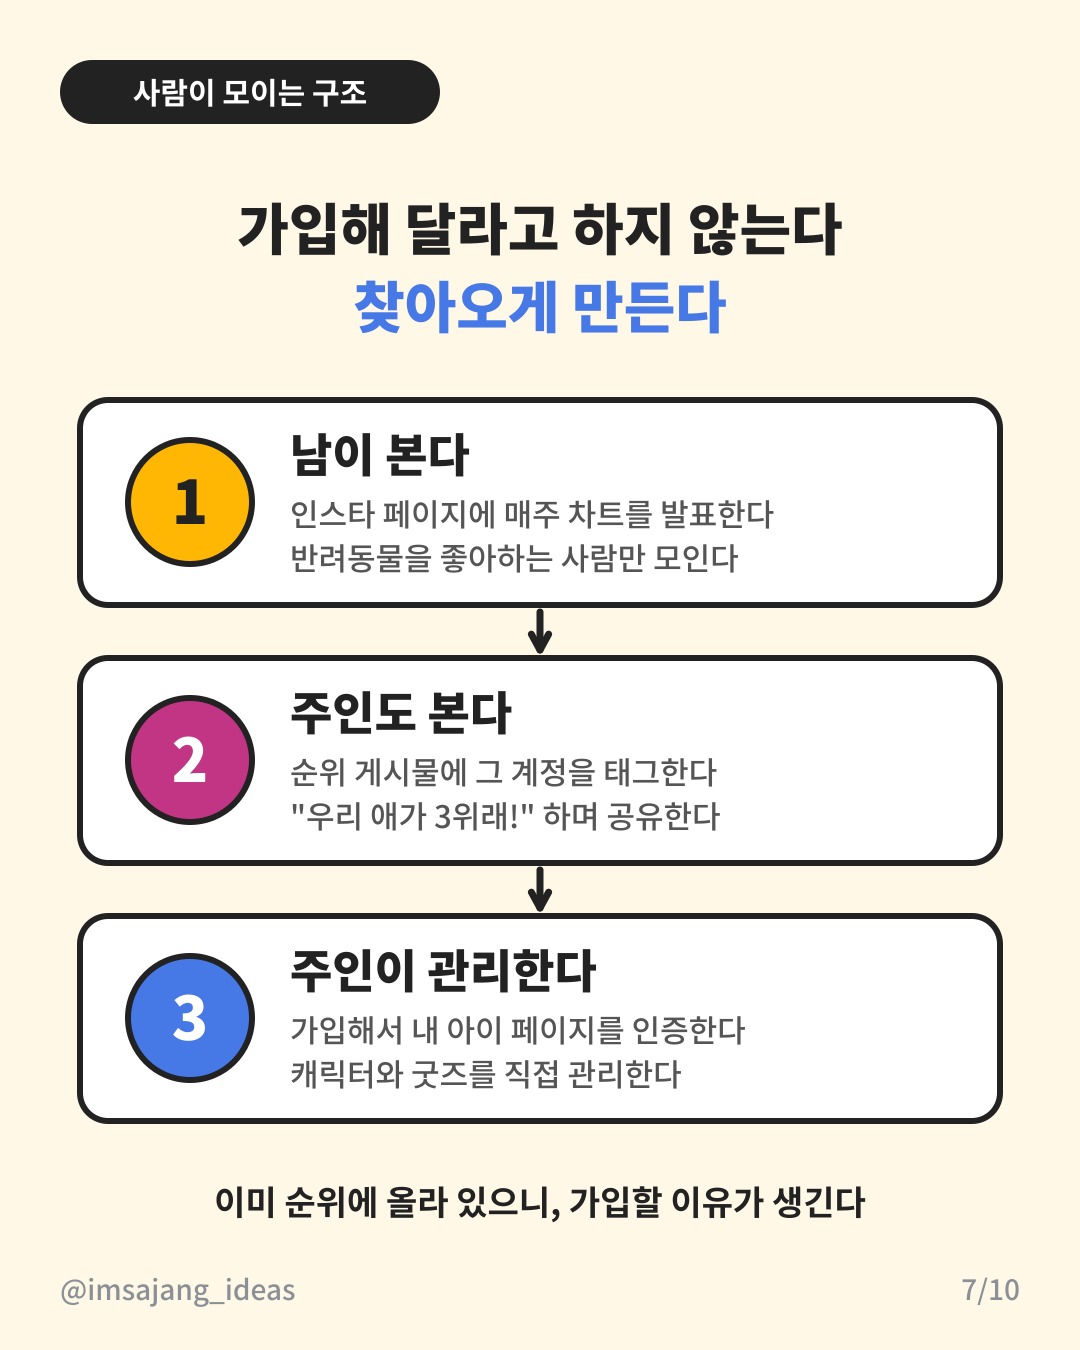 사람이 모이는 구조
가입해 달라고 하지 않는다
찾아오게 만든다
1
남이 본다
인스타 페이지에 매주 차트를 발표한다
반려동물을 좋아하는 사람만 모인다
2
주인도 본다
순위 게시물에 그 계정을 태그한다
"우리 애가 3위래!" 하며 공유한다
3
주인이 관리한다
가입해서 내 아이 페이지를 인증한다
캐릭터와 굿즈를 직접 관리한다
이미 순위에 올라 있으니, 가입할 이유가 생긴다
@imsajang_ideas
7/10